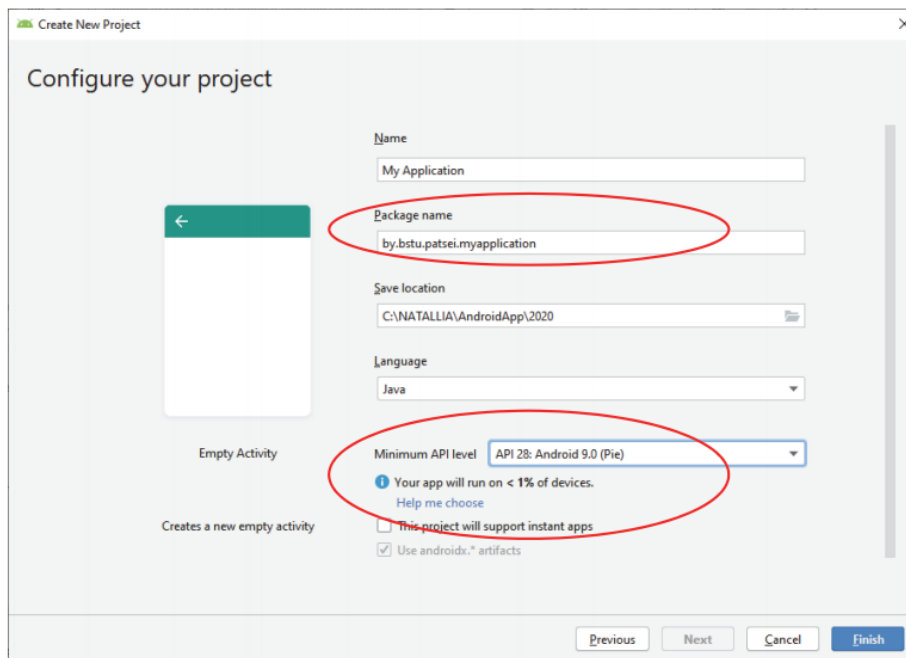 Create New Project
Configure your project
Name
My Application
Package name
by.bstu.patsei.myapplication
Save location
C:\NATALLIA\AndroidApp\2020
Language
Java
Empty Activity
Minimum API level API 28: Android 9.0 (Pie)
Your app will run on < 1% of devices.
Help me choose
Creates a new empty activity
This project will support instant apps
Use androidx.* artifacts
Previous Next Cancel Finish